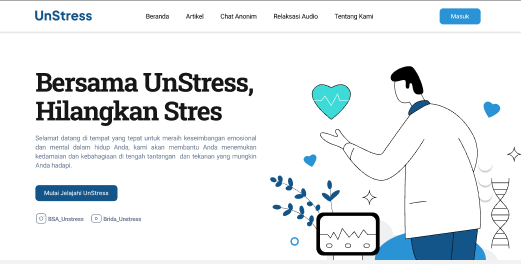 UnStress
Beranda
Artikel
Chat Anonim
Relaksasi Audio
Tentang Kami
Masuk
Bersama UnStress,
Hilangkan Stres
Selamat datang di tempat yang tepat untuk meraih keseimbangan emosional
dan mental dalam hidup Anda, kami akan membantu Anda menemukan
kedamaian dan kebahagiaan di tengah tantangan dan tekanan yang mungkin
Anda hadapi.
Mulai Jelajahi UnStress
BSA_Unstress
Brida_Unstress